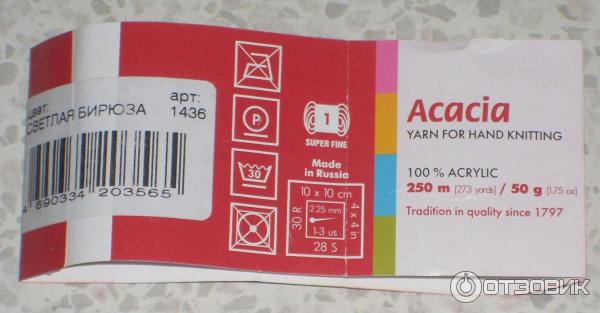 цвет:
СВЕТЛАЯ БИРЮЗА
арт:
1436
690334 203565
P
30
1
SUPER FINE
Made
in Russia
10 x 10 cm
30 R
2.25 mm
1-3 us
28 S
4 x 4 in
Acacia
YARN FOR HAND KNITTING
100 % ACRYLIC
250 m (273 yards) / 50 g (1.75 oz)
Tradition in quality since 1797
ОТЗОВИК